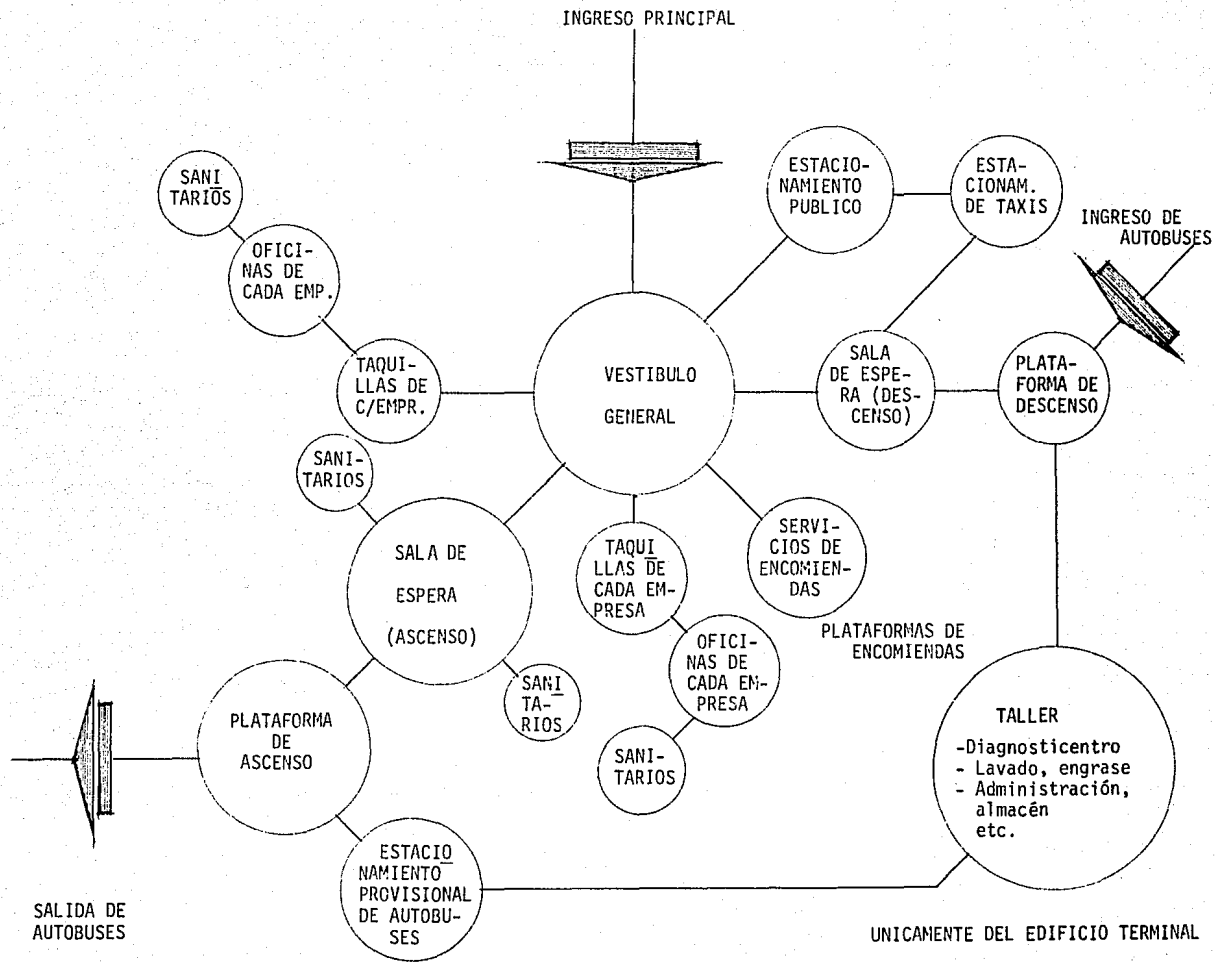 INGRESO PRINCIPAL
SANI
TARIOS
OFICI-
NAS DE
CADA EMP.
TAQUI-
LLAS DE
C/EMPR.
ESTACIO-
NAMIENTO
PUBLICO
ESTA-
CIONAM.
DE TAXIS
INGRESO DE
AUTOBUSES
VESTIBULO
GENERAL
SALA
DE ESPE-
RA (DES-
CENSO)
PLATA-
FORMA DE
DESCENSO
SANI-
TARIOS
SALA DE
ESPERA
(ASCENSO)
TAQUI
LLAS DE
CADA EM-
PRESA
SERVI-
CIOS DE
ENCOMIEN-
DAS
PLATAFORMAS DE
ENCOMIENDAS
OFICI-
NAS DE
CADA EM-
PRESA
SANI
TA-
RIOS
SANI-
TARIOS
PLATAFORMA
DE
ASCENSO
TALLER
-Diagnosticentro
- Lavado, engrase
- Administración,
almacén
etc.
ESTACIO
NAMIENTO
PROVISIONAL
DE AUTOBU-
SES
SALIDA DE
AUTOBUSES
UNICAMENTE DEL EDIFICIO TERMINAL